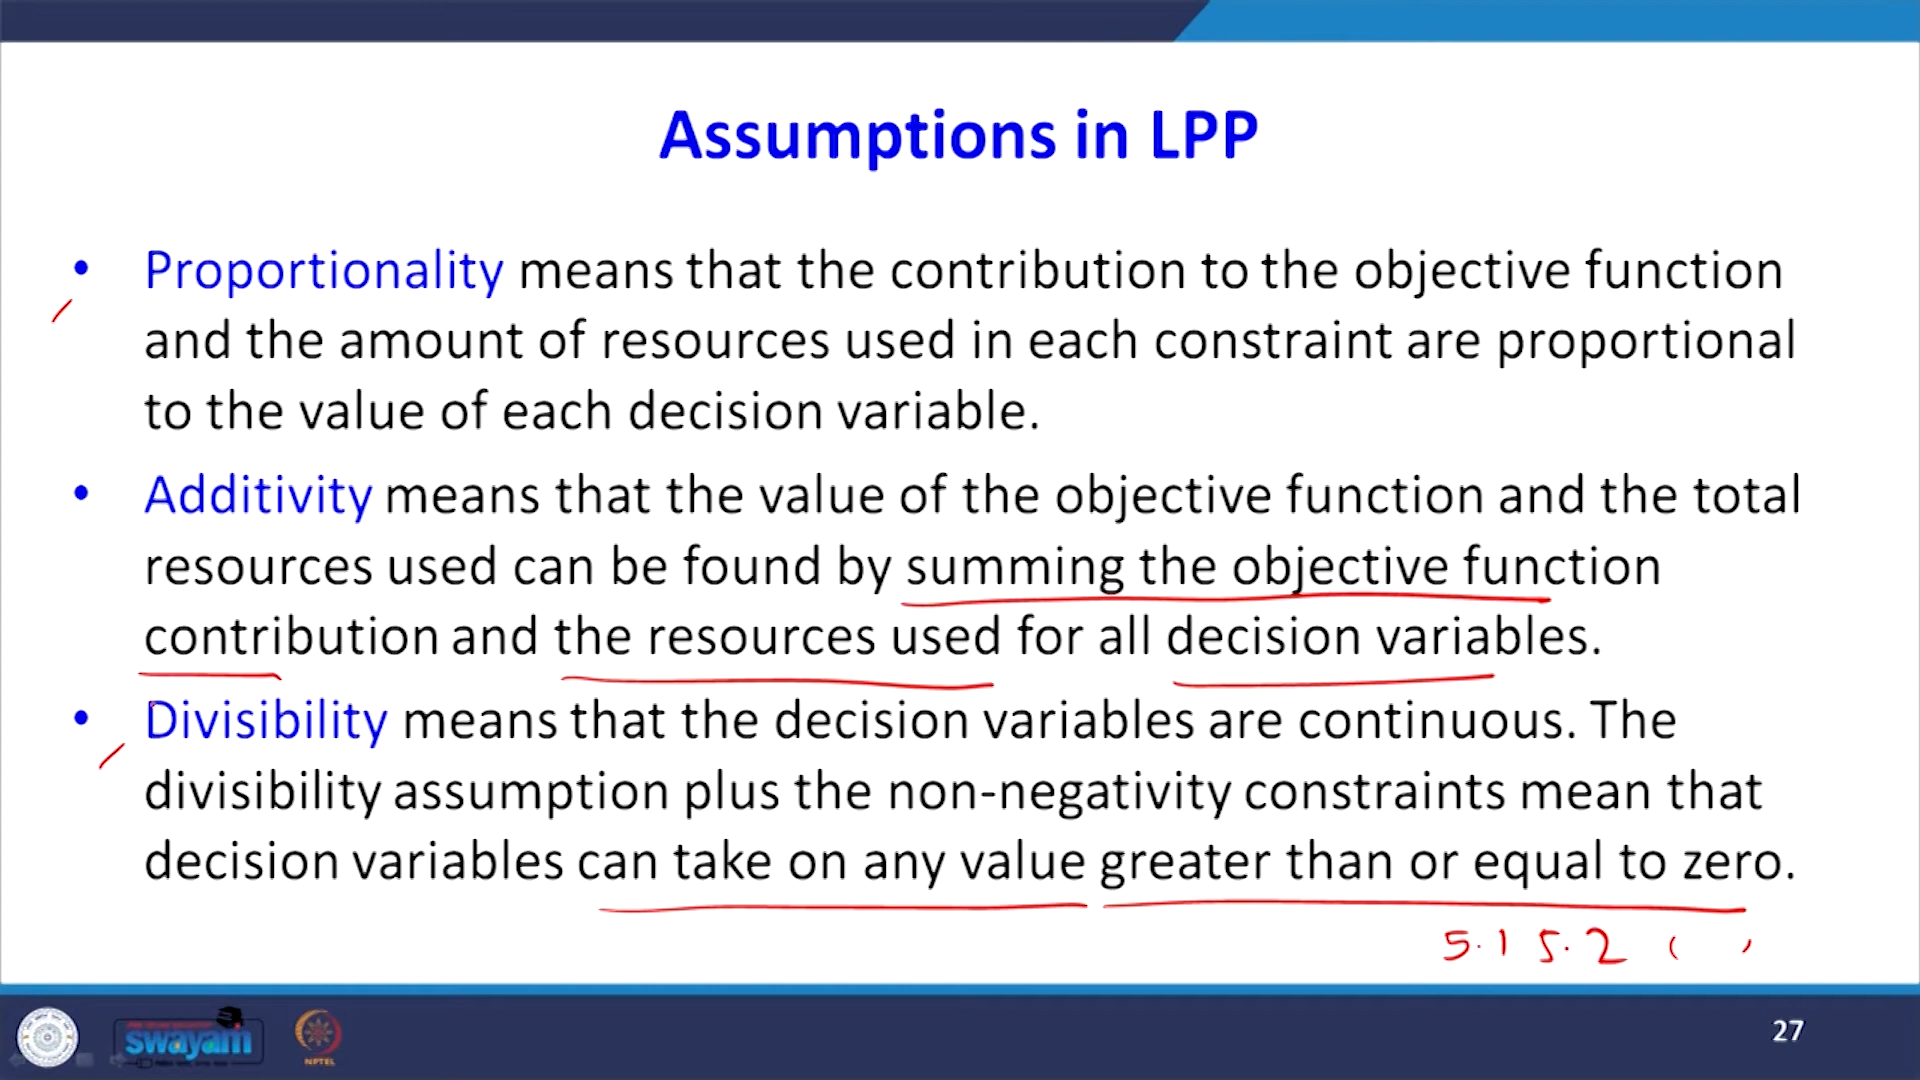 Assumptions in LPP
• Proportionality means that the contribution to the objective function
and the amount of resources used in each constraint are proportional
to the value of each decision variable.
• Additivity means that the value of the objective function and the total
resources used can be found by summing the objective function
contribution and the resources used for all decision variables.
• Divisibility means that the decision variables are continuous. The
divisibility assumption plus the non-negativity constraints mean that
decision variables can take on any value greater than or equal to zero.
5.1 5.2
swayam
NPTEL
27